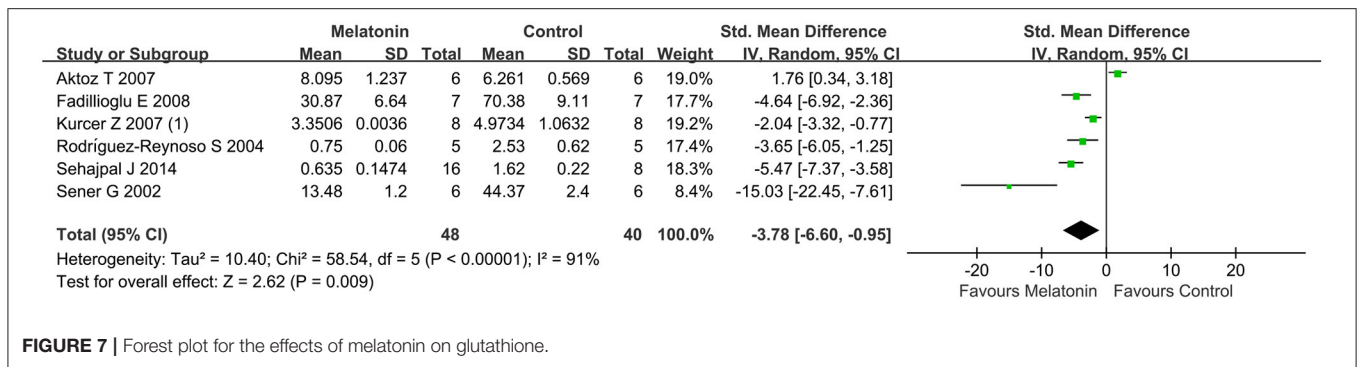 Melatonin Control Std. Mean Difference Std. Mean Difference
Study or Subgroup Mean SD Total Mean SD Total Weight IV, Random, 95% CI IV, Random, 95% CI
Aktoz T 2007 8.095 1.237 6 6.261 0.569 6 19.0% 1.76 [0.34, 3.18]
Fadillioglu E 2008 30.87 6.64 7 70.38 9.11 7 17.7% -4.64 [-6.92, -2.36]
Kurcer Z 2007 (1) 3.3506 0.0036 8 4.9734 1.0632 8 19.2% -2.04 [-3.32, -0.77]
Rodríguez-Reynoso S 2004 0.75 0.06 5 2.53 0.62 5 17.4% -3.65 [-6.05, -1.25]
Sehajpal J 2014 0.635 0.1474 16 1.62 0.22 8 18.3% -5.47 [-7.37, -3.58]
Sener G 2002 13.48 1.2 6 44.37 2.4 6 8.4% -15.03 [-22.45, -7.61]
Total (95% CI) 48 40 100.0% -3.78 [-6.60, -0.95]
Heterogeneity: Tau² = 10.40; Chi² = 58.54, df = 5 (P < 0.00001); I² = 91%
Test for overall effect: Z = 2.62 (P = 0.009)
-20 -10 0 10 20
Favours Melatonin Favours Control
FIGURE 7 | Forest plot for the effects of melatonin on glutathione.